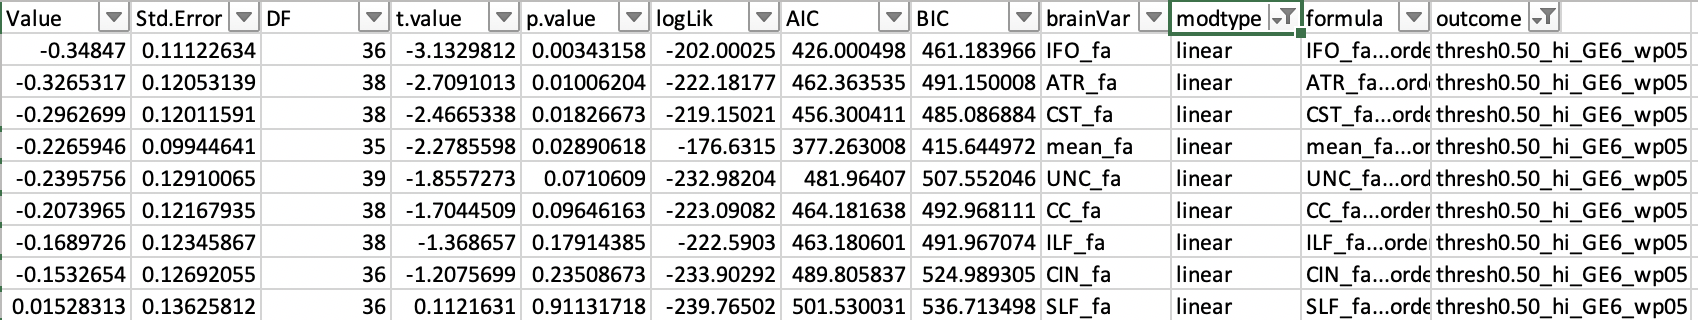 Value Std.Error DF t.value p.value logLik AIC BIC brainVar modtype formula outcome
-0.34847 0.11122634 36 -3.1329812 0.00343158 -202.00025 426.000498 461.183966 IFO_fa linear IFO_fa...orde thresh0.50_hi_GE6_wp05
-0.3265317 0.12053139 38 -2.7091013 0.01006204 -222.18177 462.363535 491.150008 ATR_fa linear ATR_fa...orde thresh0.50_hi_GE6_wp05
-0.2962699 0.12011591 38 -2.4665338 0.01826673 -219.15021 456.300411 485.086884 CST_fa linear CST_fa...orde thresh0.50_hi_GE6_wp05
-0.2265946 0.09944641 35 -2.2785598 0.02890618 -176.6315 377.263008 415.644972 mean_fa linear mean_fa...or thresh0.50_hi_GE6_wp05
-0.2395756 0.12910065 39 -1.8557273 0.0710609 -232.98204 481.96407 507.552046 UNC_fa linear UNC_fa...ord thresh0.50_hi_GE6_wp05
-0.2073965 0.12167935 38 -1.7044509 0.09646163 -223.09082 464.181638 492.968111 CC_fa linear CC_fa...order thresh0.50_hi_GE6_wp05
-0.1689726 0.12345867 38 -1.368657 0.17914385 -222.5903 463.180601 491.967074 ILF_fa linear ILF_fa...orde thresh0.50_hi_GE6_wp05
-0.1532654 0.12692055 36 -1.2075699 0.23508673 -233.90292 489.805837 524.989305 CIN_fa linear CIN_fa...orde thresh0.50_hi_GE6_wp05
0.01528313 0.13625812 36 0.1121631 0.91131718 -239.76502 501.530031 536.713498 SLF_fa linear SLF_fa...orde thresh0.50_hi_GE6_wp05